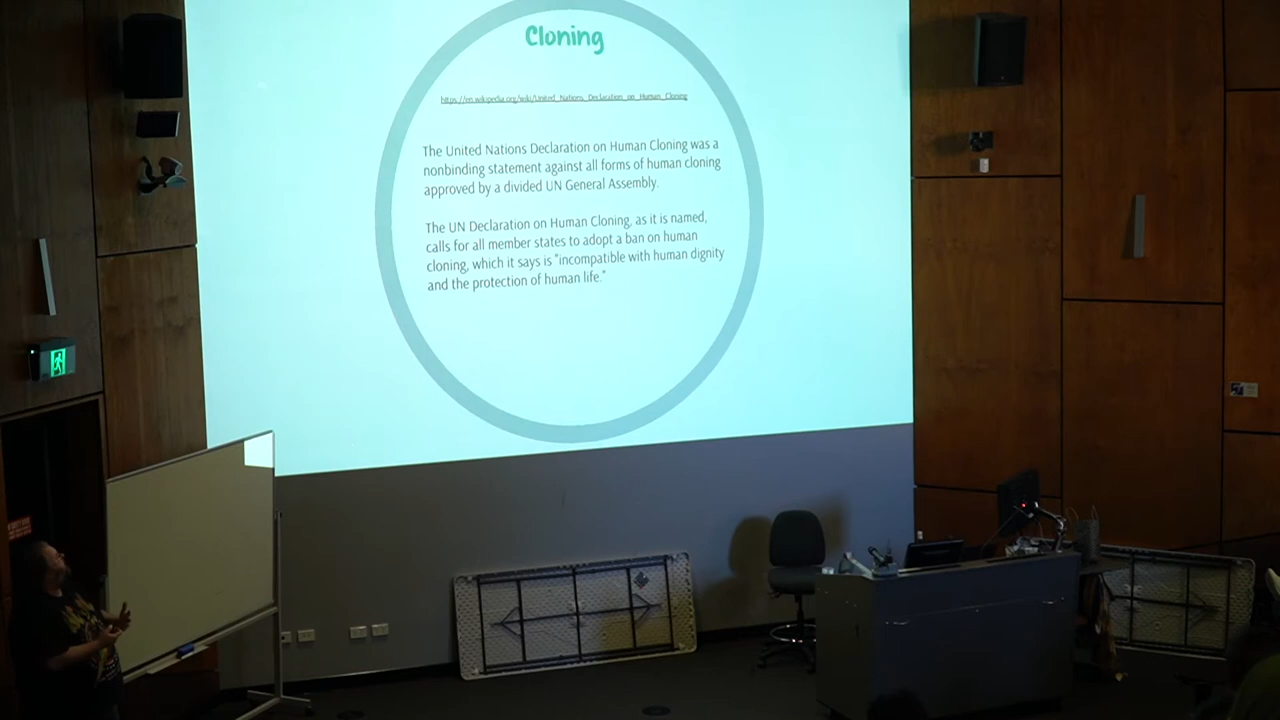 Cloning
https://en.wikipedia.org/wiki/United_Nations_Declaration_on_Human_Cloning
The United Nations Declaration on Human Cloning was a
nonbinding statement against all forms of human cloning
approved by a divided UN General Assembly.
The UN Declaration on Human Cloning, as it is named,
calls for all member states to adopt a ban on human
cloning, which it says is "incompatible with human dignity
and the protection of human life."